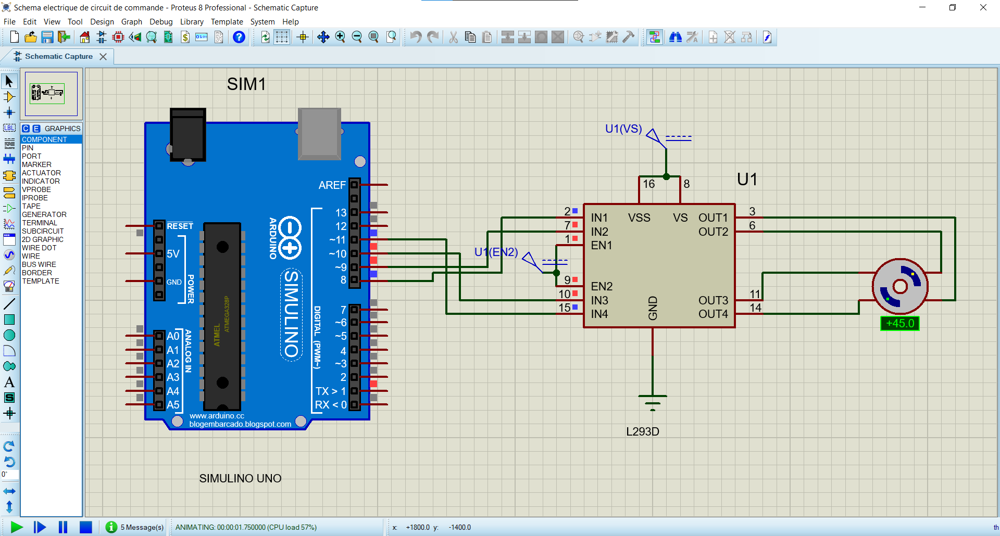 Schema electrique de circuit de commande - Proteus 8 Professional - Schematic Capture
File Edit View Tool Design Graph Debug Library Template System Help
Schematic Capture
LBL
A
S
0°
C E GRAPHICS
COMPONENT
PIN
PORT
MARKER
ACTUATOR
INDICATOR
VPROBE
IPROBE
TAPE
GENERATOR
TERMINAL
SUBCIRCUIT
2D GRAPHIC
WIRE DOT
WIRE
BUS WIRE
BORDER
TEMPLATE
SIM1
AREF
13
12
~11
~10
~9
8
7
~6
~5
4
~3
2
TX > 1
RX < 0
RESET
5V
GND
POWER
A0
A1
A2
A3
A4
A5
ANALOG IN
ARDUINO
SIMULINO
DIGITAL (PWM~)
ATMEL
ATMEGA328P
www.arduino.cc
blogembarcado.blogspot.com
SIMULINO UNO
U1(VS)
U1(EN2)
U1
16 8
2 IN1 VSS VS OUT1 3
7 IN2 OUT2 6
1 EN1
9 EN2
10 IN3 OUT3 11
15 IN4 OUT4 14
GND
L293D
+45.0
5 Message(s) ANIMATING: 00:00:01.750000 (CPU load 57%) x: +1800.0 y: -1400.0 th